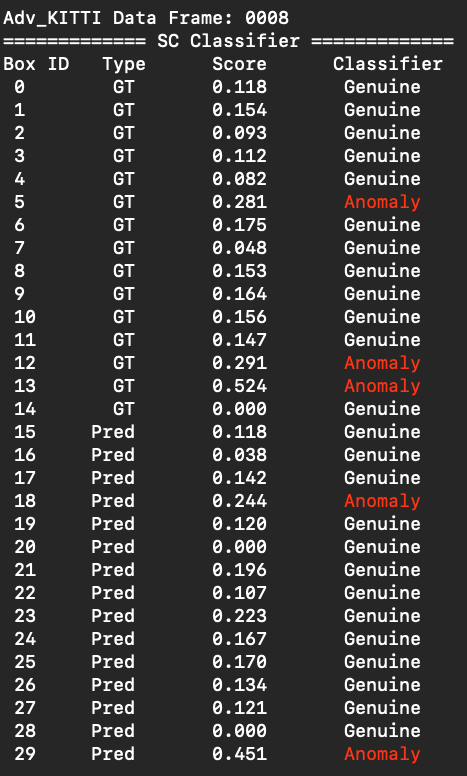 Adv_KITTI Data Frame: 0008
============= SC Classifier =============
Box ID Type Score Classifier
0 GT 0.118 Genuine
1 GT 0.154 Genuine
2 GT 0.093 Genuine
3 GT 0.112 Genuine
4 GT 0.082 Genuine
5 GT 0.281 Anomaly
6 GT 0.175 Genuine
7 GT 0.048 Genuine
8 GT 0.153 Genuine
9 GT 0.164 Genuine
10 GT 0.156 Genuine
11 GT 0.147 Genuine
12 GT 0.291 Anomaly
13 GT 0.524 Anomaly
14 GT 0.000 Genuine
15 Pred 0.118 Genuine
16 Pred 0.038 Genuine
17 Pred 0.142 Genuine
18 Pred 0.244 Anomaly
19 Pred 0.120 Genuine
20 Pred 0.000 Genuine
21 Pred 0.196 Genuine
22 Pred 0.107 Genuine
23 Pred 0.223 Genuine
24 Pred 0.167 Genuine
25 Pred 0.170 Genuine
26 Pred 0.134 Genuine
27 Pred 0.121 Genuine
28 Pred 0.000 Genuine
29 Pred 0.451 Anomaly